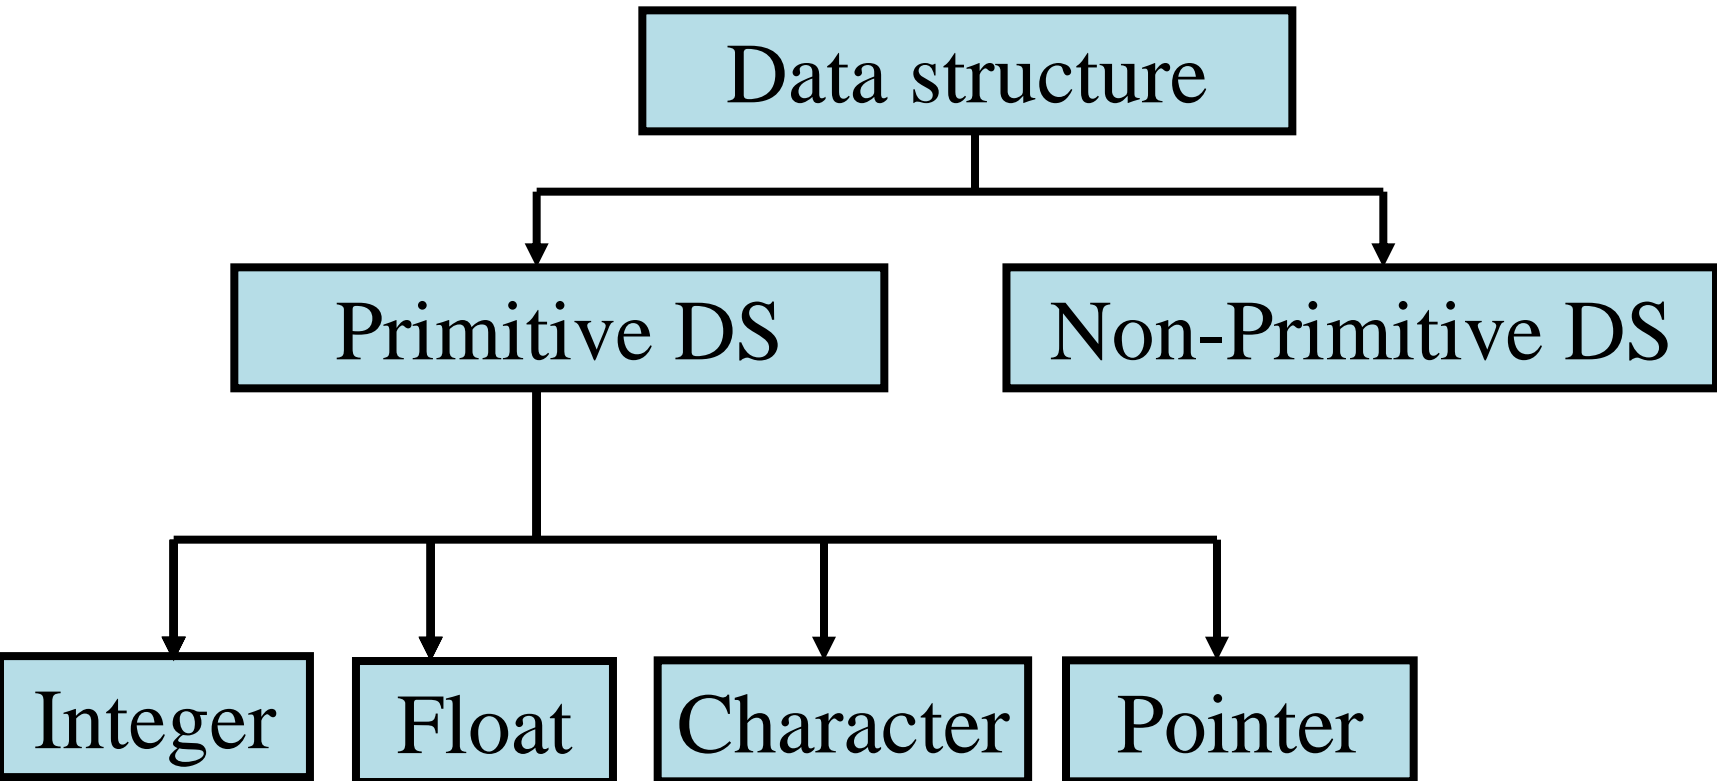 Data structure
Primitive DS
Non-Primitive DS
Integer
Float
Character
Pointer